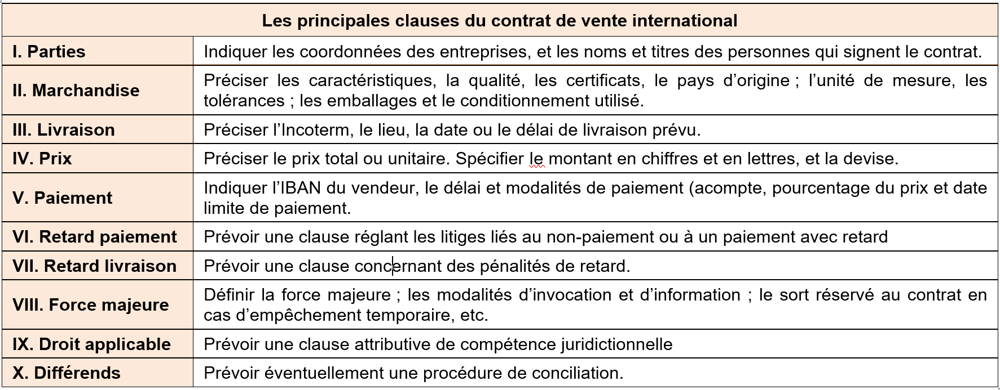 Les principales clauses du contrat de vente international
I. Parties
Indiquer les coordonnées des entreprises, et les noms et titres des personnes qui signent le contrat.
II. Marchandise
Préciser les caractéristiques, la qualité, les certificats, le pays d’origine ; l’unité de mesure, les
tolérances ; les emballages et le conditionnement utilisé.
III. Livraison
Préciser l’Incoterm, le lieu, la date ou le délai de livraison prévu.
IV. Prix
Préciser le prix total ou unitaire. Spécifier le montant en chiffres et en lettres, et la devise.
V. Paiement
Indiquer l’IBAN du vendeur, le délai et modalités de paiement (acompte, pourcentage du prix et date
limite de paiement.
VI. Retard paiement
Prévoir une clause réglant les litiges liés au non-paiement ou à un paiement avec retard
VII. Retard livraison
Prévoir une clause concernant des pénalités de retard.
VIII. Force majeure
Définir la force majeure ; les modalités d’invocation et d’information ; le sort réservé au contrat en
cas d’empêchement temporaire, etc.
IX. Droit applicable
Prévoir une clause attributive de compétence juridictionnelle
X. Différends
Prévoir éventuellement une procédure de conciliation.